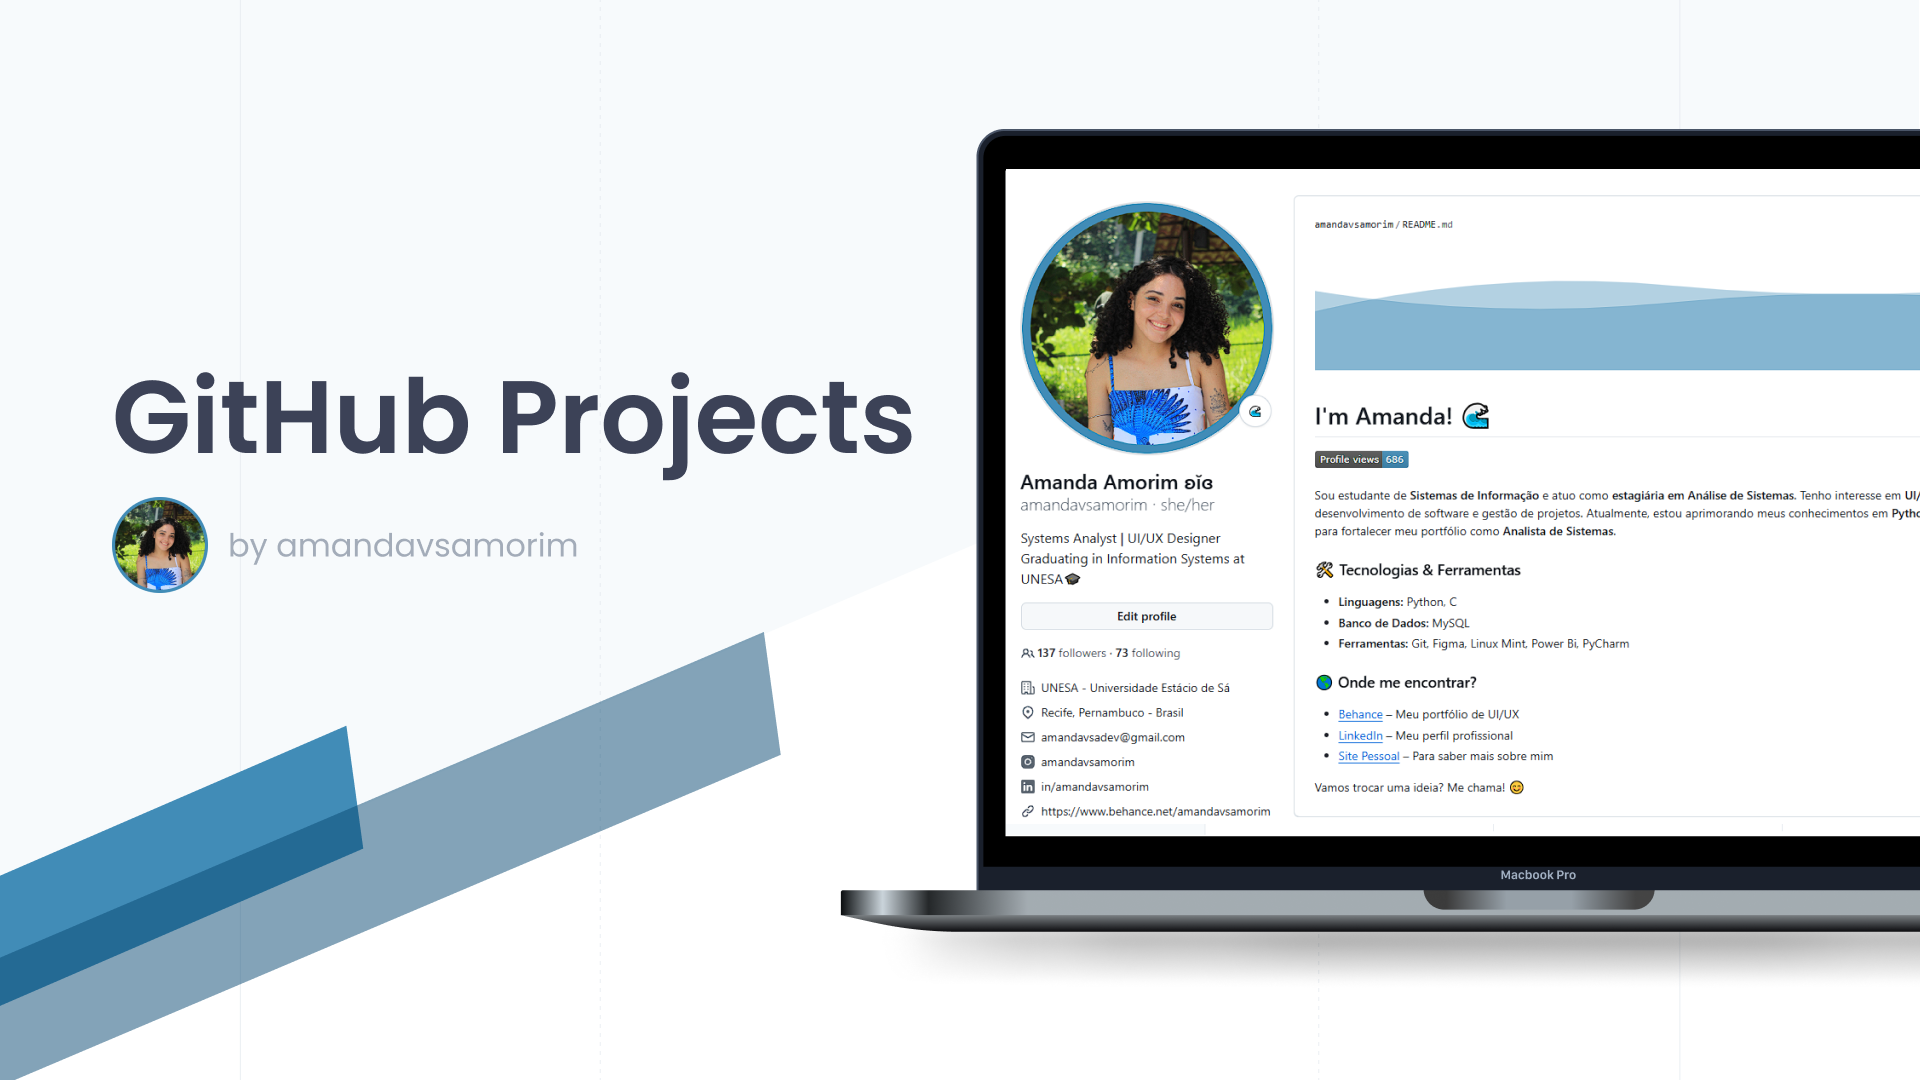 GitHub Projects
by amandavsamorim
Amanda Amorim ʚĭɞ
amandavsamorim · she/her
Systems Analyst | UI/UX Designer
Graduating in Information Systems at
UNESA🎓
Edit profile
137 followers · 73 following
UNESA - Universidade Estácio de Sá
Recife, Pernambuco - Brasil
amandavsadev@gmail.com
amandavsamorim
in/amandavsamorim
https://www.behance.net/amandavsamorim
amandavsamorim / README.md
I'm Amanda! 🌊
Profile views 686
Sou estudante de Sistemas de Informação e atuo como estagiária em Análise de Sistemas. Tenho interesse em UI/
desenvolvimento de software e gestão de projetos. Atualmente, estou aprimorando meus conhecimentos em Pytho
para fortalecer meu portfólio como Analista de Sistemas.
🛠 Tecnologias & Ferramentas
• Linguagens: Python, C
• Banco de Dados: MySQL
• Ferramentas: Git, Figma, Linux Mint, Power Bi, PyCharm
🌎 Onde me encontrar?
• Behance – Meu portfólio de UI/UX
• LinkedIn – Meu perfil profissional
• Site Pessoal – Para saber mais sobre mim
Vamos trocar uma ideia? Me chama! 😊
Macbook Pro